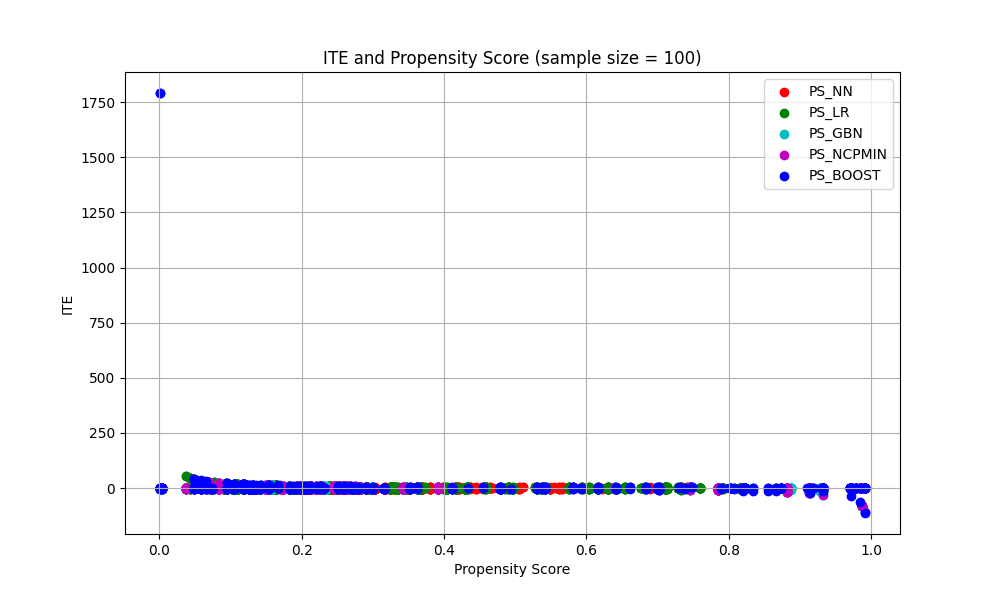 ITE and Propensity Score (sample size = 100)
PS_NN
PS_LR
PS_GBN
PS_NCPMIN
PS_BOOST
1750
1500
1250
1000
750
500
250
0
ITE
0.0 0.2 0.4 0.6 0.8 1.0
Propensity Score